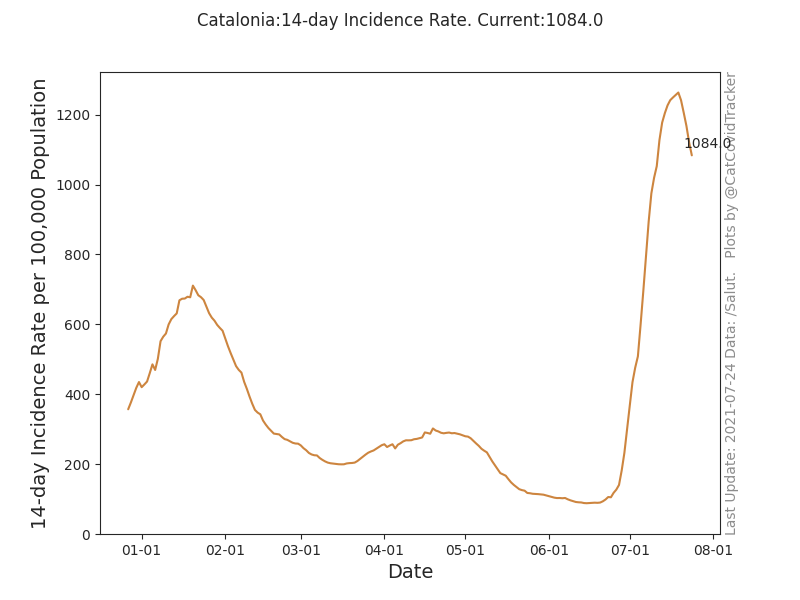 Catalonia:14-day Incidence Rate. Current:1084.0
14-day Incidence Rate per 100,000 Population
1200
1000
800
600
400
200
0
1084.0
01-01 02-01 03-01 04-01 05-01 06-01 07-01 08-01
Date
Last Update: 2021-07-24 Data: /Salut. Plots by @CatCovidTracker